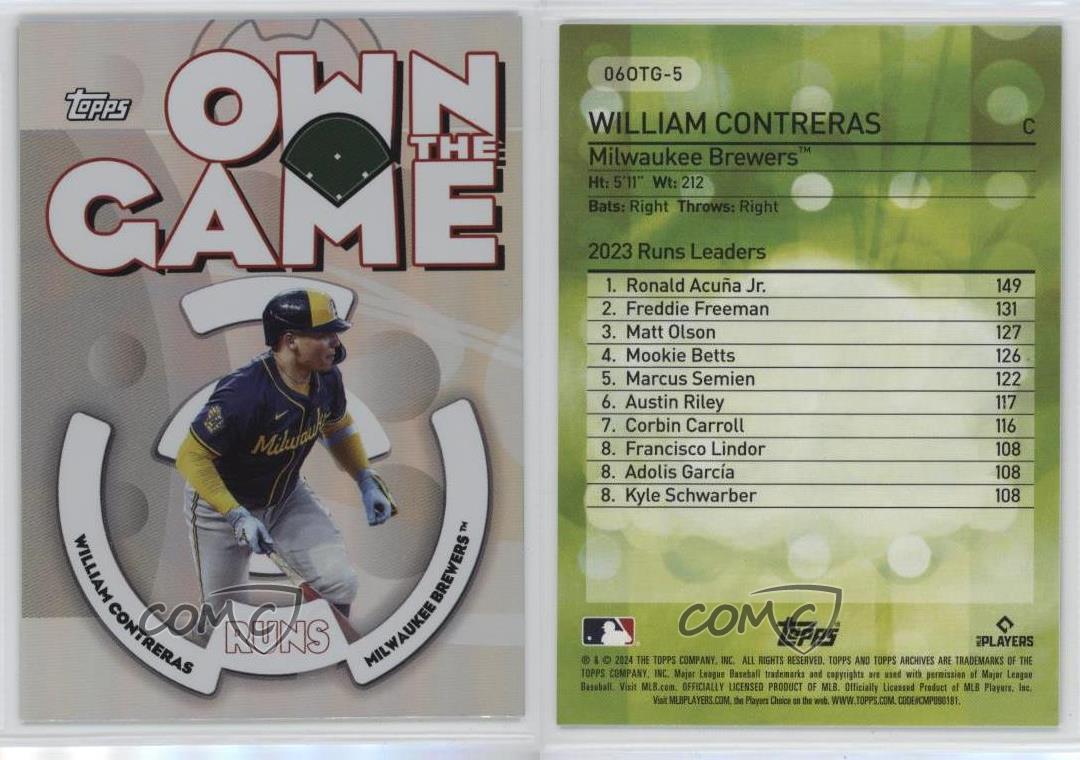 Topps
OWN
THE
GAME
Milwaukee
WILLIAM CONTRERAS
RUNS
MILWAUKEE BREWERS™
COMC
06OTG-5
WILLIAM CONTRERAS C
Milwaukee Brewers™
Ht: 5'11" Wt: 212
Bats: Right Throws: Right
2023 Runs Leaders
1. Ronald Acuña Jr. 149
2. Freddie Freeman 131
3. Matt Olson 127
4. Mookie Betts 126
5. Marcus Semien 122
6. Austin Riley 117
7. Corbin Carroll 116
8. Francisco Lindor 108
8. Adolis García 108
8. Kyle Schwarber 108
COMC
Topps
MLB PLAYERS
® & © 2024 THE TOPPS COMPANY, INC. ALL RIGHTS RESERVED. TOPPS AND TOPPS ARCHIVES ARE TRADEMARKS OF THE
TOPPS COMPANY, INC. Major League Baseball trademarks and copyrights are used with permission of Major League
Baseball. Visit MLB.com. OFFICIALLY LICENSED PRODUCT OF MLB. Officially Licensed Product of MLB Players, Inc.
Visit MLBPLAYERS.COM, the Players Choice on the web. WWW.TOPPS.COM. CODE#CMP090181.